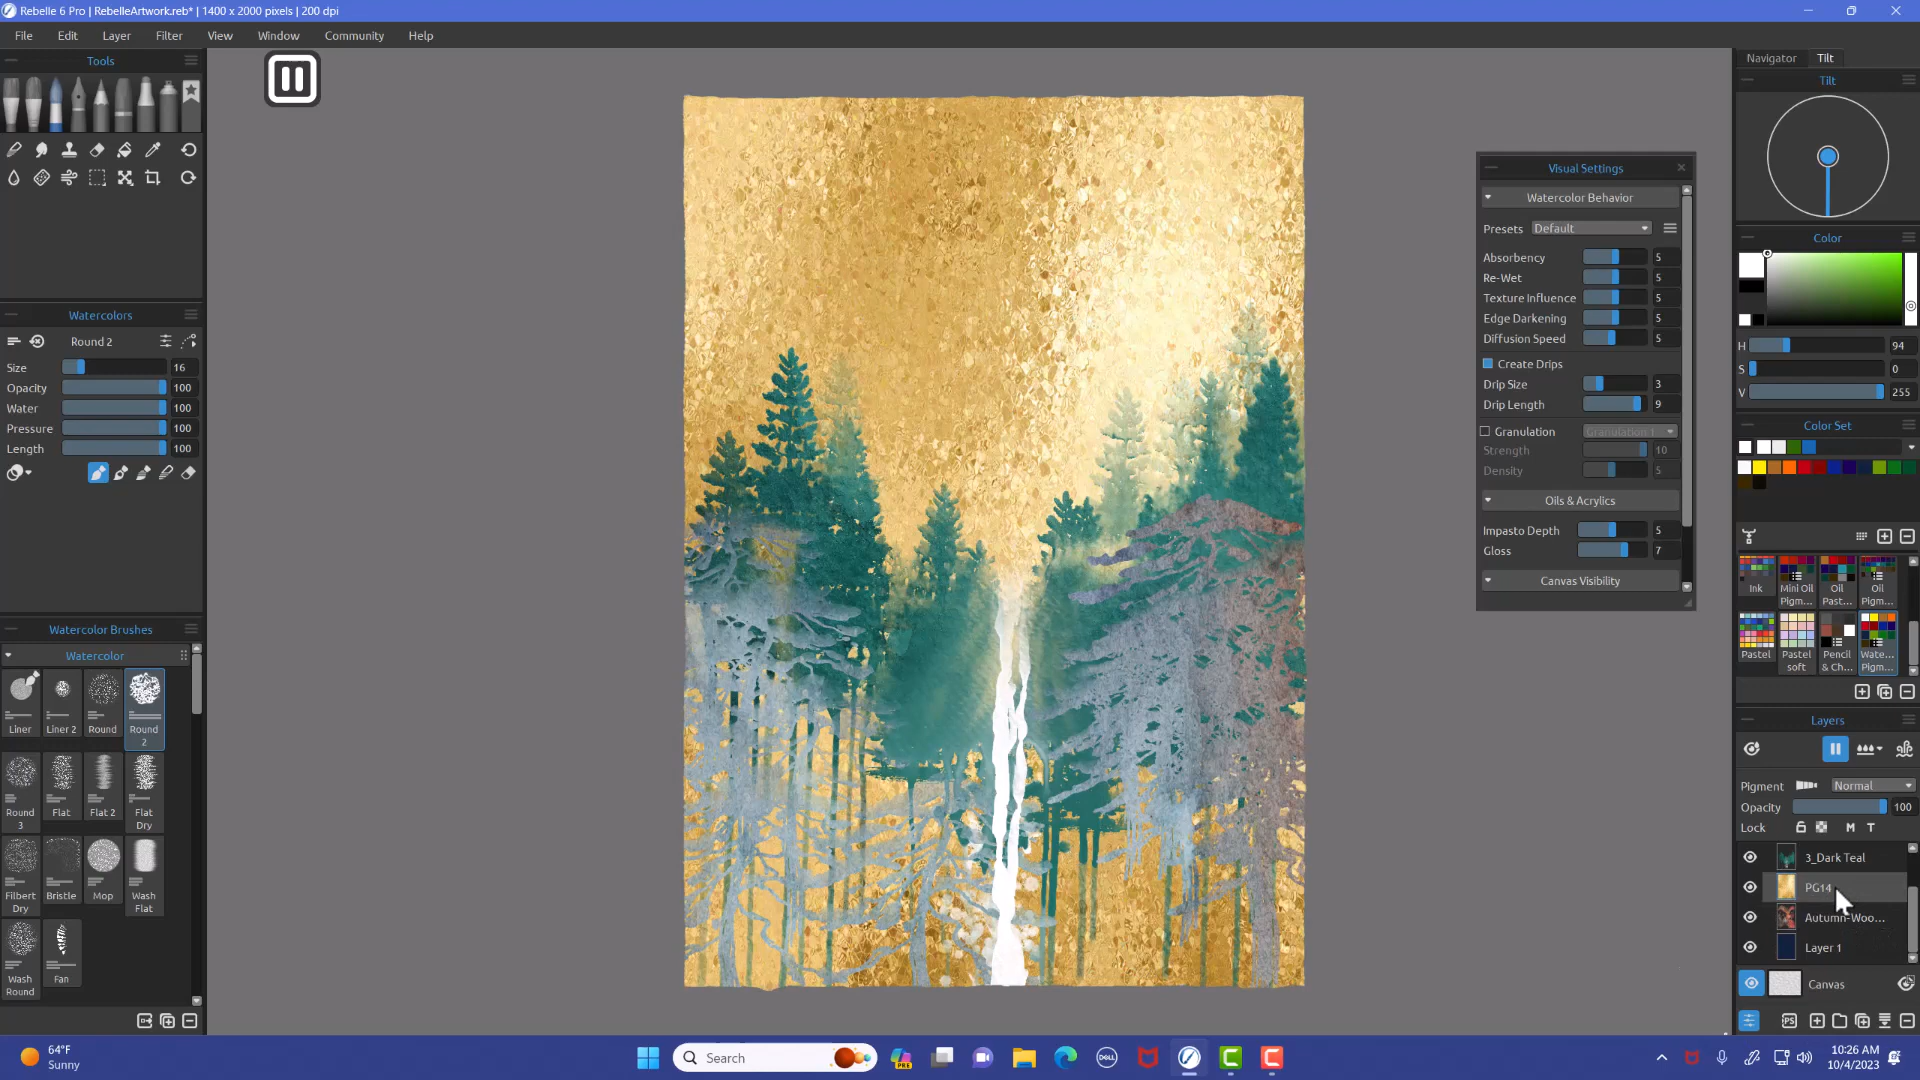 Rebelle 6 Pro | RebelleArtwork.reb* | 1400 x 2000 pixels | 200 dpi
File Edit Layer Filter View Window Community Help
Tools
Watercolors
Round 2
Size 16
Opacity 100
Water 100
Pressure 100
Length 100
Watercolor Brushes
Watercolor
Liner Liner 2 Round Round 2
Round 3 Flat Flat 2 Flat Dry
Filbert Dry Bristle Mop Wash Flat
Wash Round Fan
Visual Settings
Watercolor Behavior
Presets Default
Absorbency 5
Re-Wet 5
Texture Influence 5
Edge Darkening 5
Diffusion Speed 5
Create Drips
Drip Size 3
Drip Length 9
Granulation Granulation 1
Strength 10
Density 5
Oils & Acrylics
Impasto Depth 5
Gloss 7
Canvas Visibility
Navigator Tilt
Tilt
Color
H 94
S 0
V 255
Color Set
Ink Mini Oil Pigm... Oil Past... Oil Pigm...
Pastel Pastel soft Pencil & Ch... Wate... Pigm...
Layers
Pigment Normal
Opacity 100
Lock M T
3_Dark Teal
PG14
Autumn-Woo...
Layer 1
Canvas
PS
64°F
Sunny
Search
PRE
DELL
10:26 AM
10/4/2023